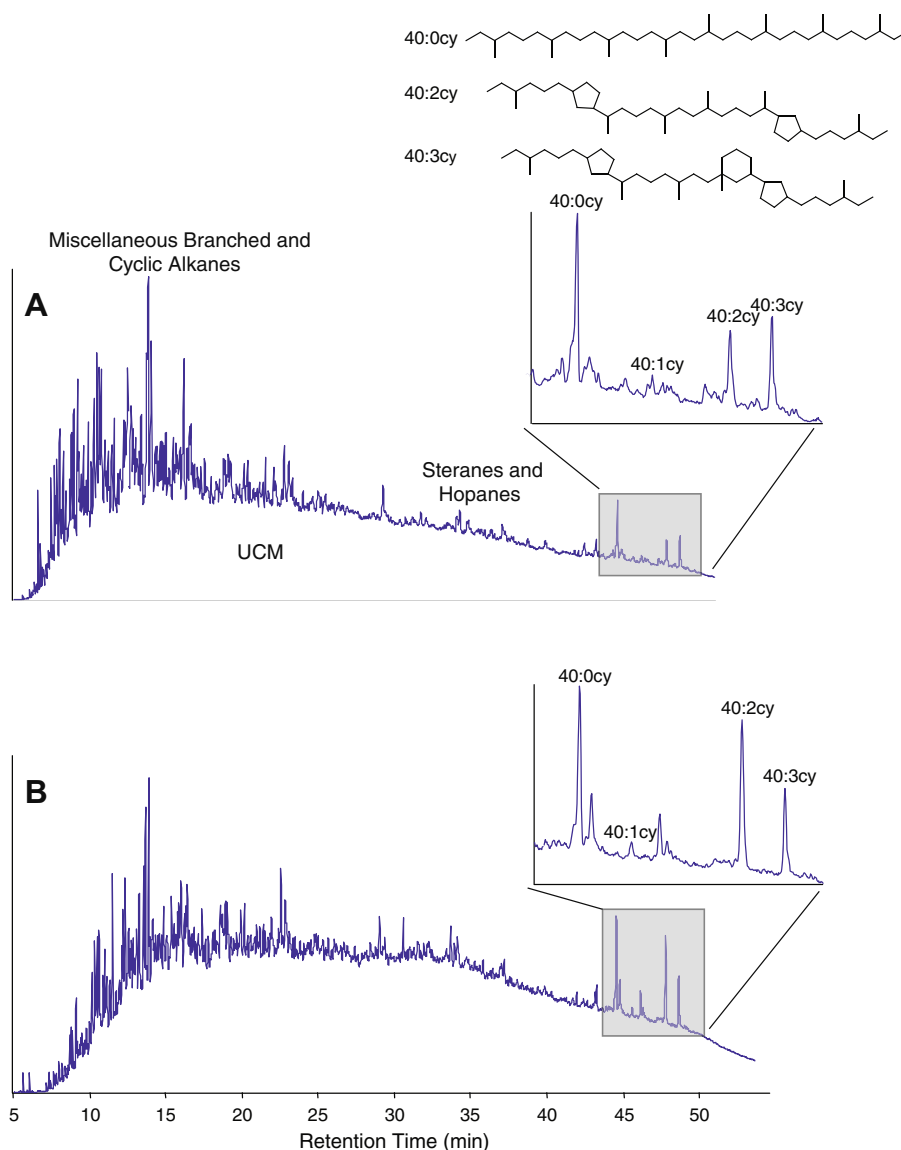 40:0cy
40:2cy
40:3cy
40:0cy
Miscellaneous Branched and
Cyclic Alkanes
A
40:3cy
40:2cy
40:1cy
Steranes and
Hopanes
UCM
40:0cy
40:2cy
B
40:3cy
40:1cy
5 10 15 20 25 30 35 40 45 50
Retention Time (min)